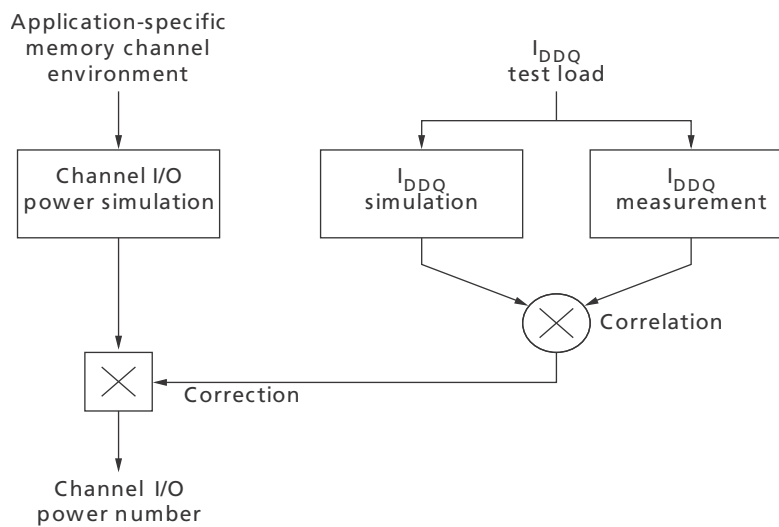 Application-specific
memory channel
environment
IDDQ
test load
Channel I/O
power simulation
IDDQ
simulation
IDDQ
measurement
Correlation
Correction
Channel I/O
power number